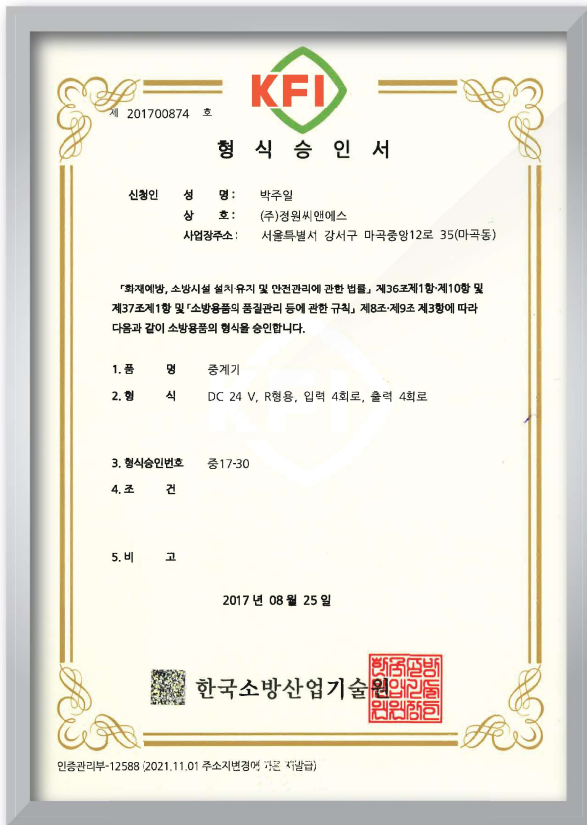 KFI
제 201700874 호
형 식 승 인 서
신청인 성 명 : 박주일
상 호 : (주)정원씨앤에스
사업장주소 : 서울특별서 강서구 마곡중앙12로 35(마곡동)
「화재예방, 소방시설 설치·유지 및 안전관리에 관한 법률」 제36조제1항·제10항 및
제37조제1항 및 「소방용품의 품질관리 등에 관한 규칙」 제8조·제9조 제3항에 따라
다음과 같이 소방용품의 형식을 승인합니다.
1. 품 명 중계기
2. 형 식 DC 24 V, R형용, 입력 4회로, 출력 4회로
3. 형식승인번호 중17-30
4. 조 건
5. 비 고
2017 년 08 월 25 일
한국소방산업기술원
인증관리부-12588 (2021.11.01 주소지변경에 재발급)